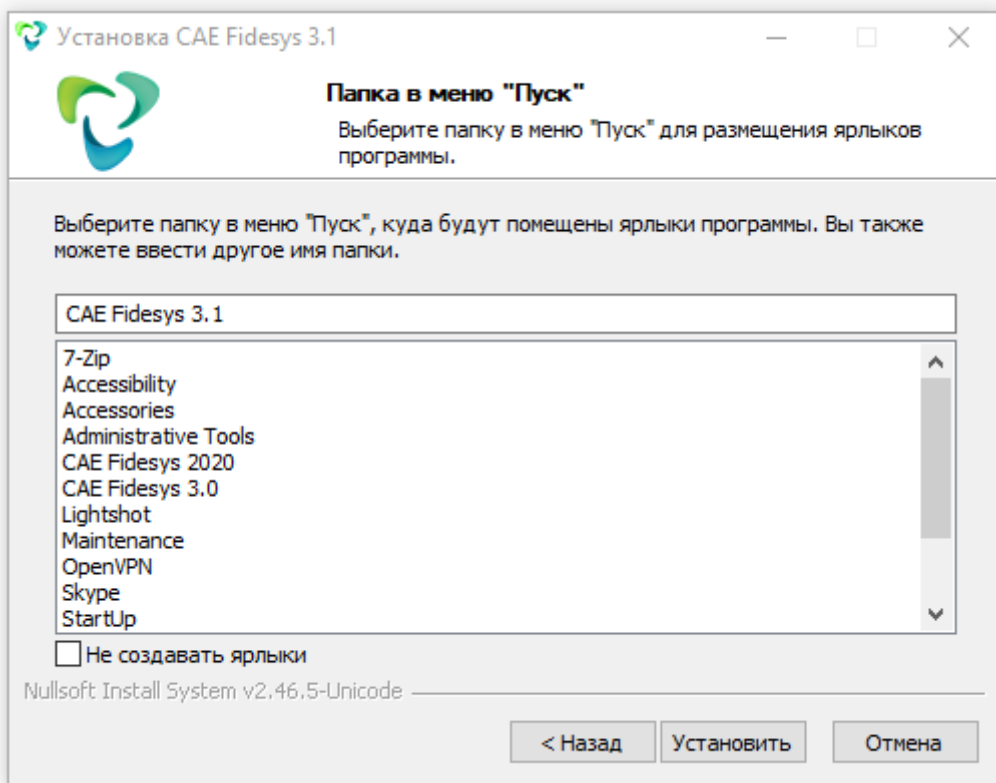 Установка CAE Fidesys 3.1
Папка в меню "Пуск"
Выберите папку в меню "Пуск" для размещения ярлыков
программы.
Выберите папку в меню "Пуск", куда будут помещены ярлыки программы. Вы также
можете ввести другое имя папки.
CAE Fidesys 3.1
7-Zip
Accessibility
Accessories
Administrative Tools
CAE Fidesys 2020
CAE Fidesys 3.0
Lightshot
Maintenance
OpenVPN
Skype
StartUp
Не создавать ярлыки
Nullsoft Install System v2.46.5-Unicode
< Назад Установить Отмена